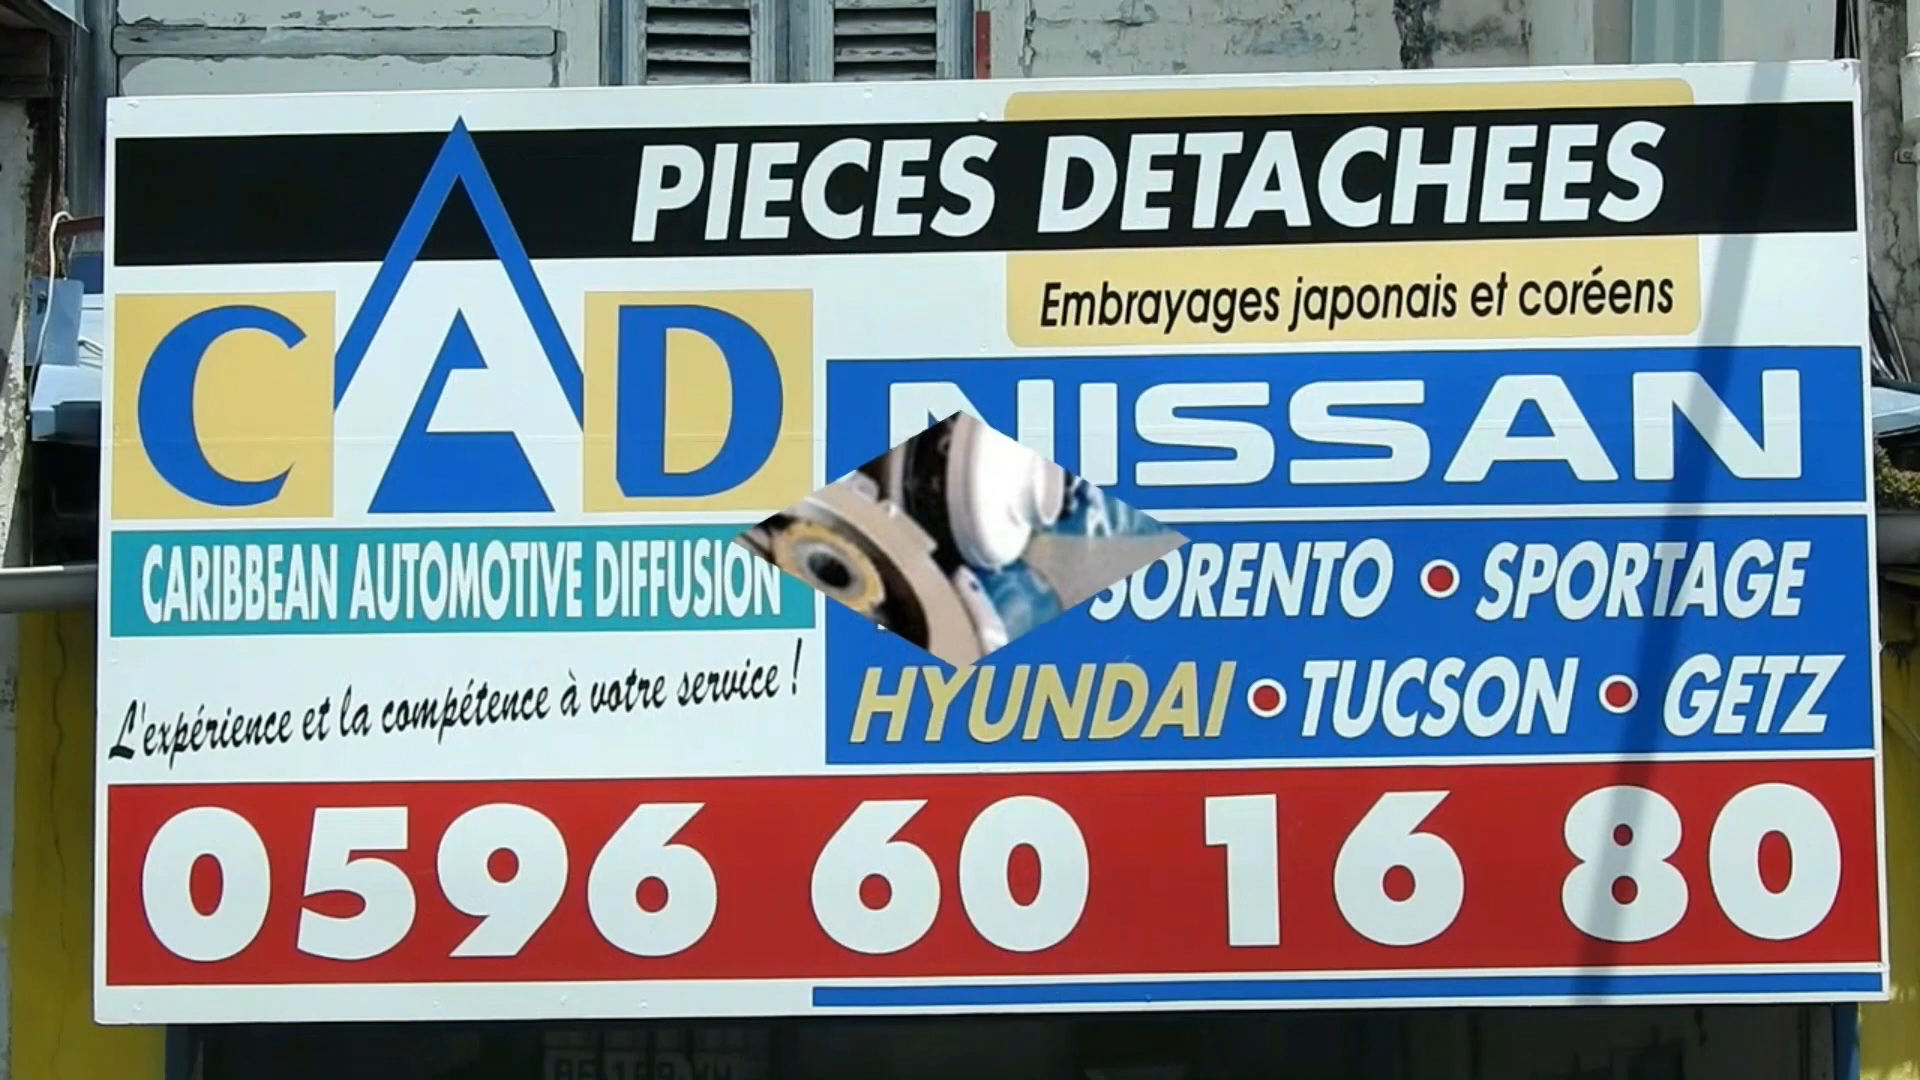 PIECES DETACHEES
Embrayages japonais et coréens
CAD
CARIBBEAN AUTOMOTIVE DIFFUSION
L'expérience et la compétence à votre service !
NISSAN
SORENTO • SPORTAGE
HYUNDAI • TUCSON • GETZ
0596 60 16 80